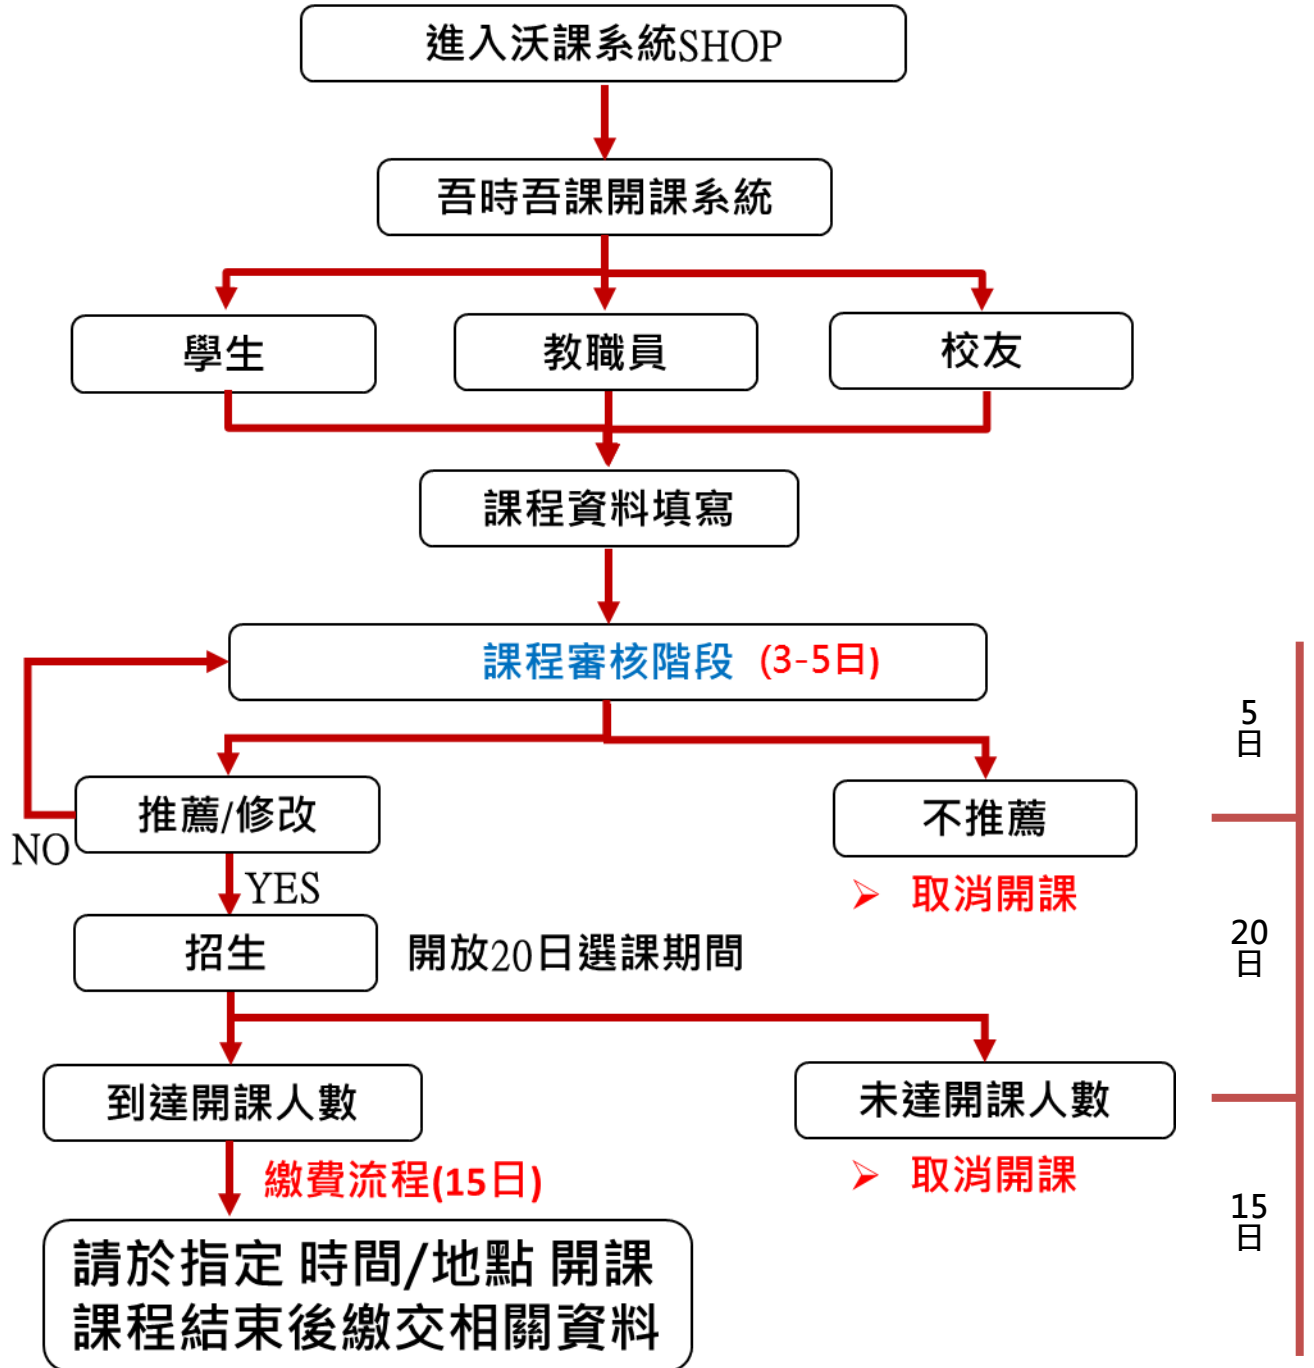 進入沃課系統SHOP
吾時吾課開課系統
學生
教職員
校友
課程資料填寫
課程審核階段 (3-5日)
5
日
推薦/修改
不推薦
NO
YES
➢ 取消開課
招生
開放20日選課期間
20
日
到達開課人數
未達開課人數
繳費流程(15日)
➢ 取消開課
15
日
請於指定 時間/地點 開課
課程結束後繳交相關資料